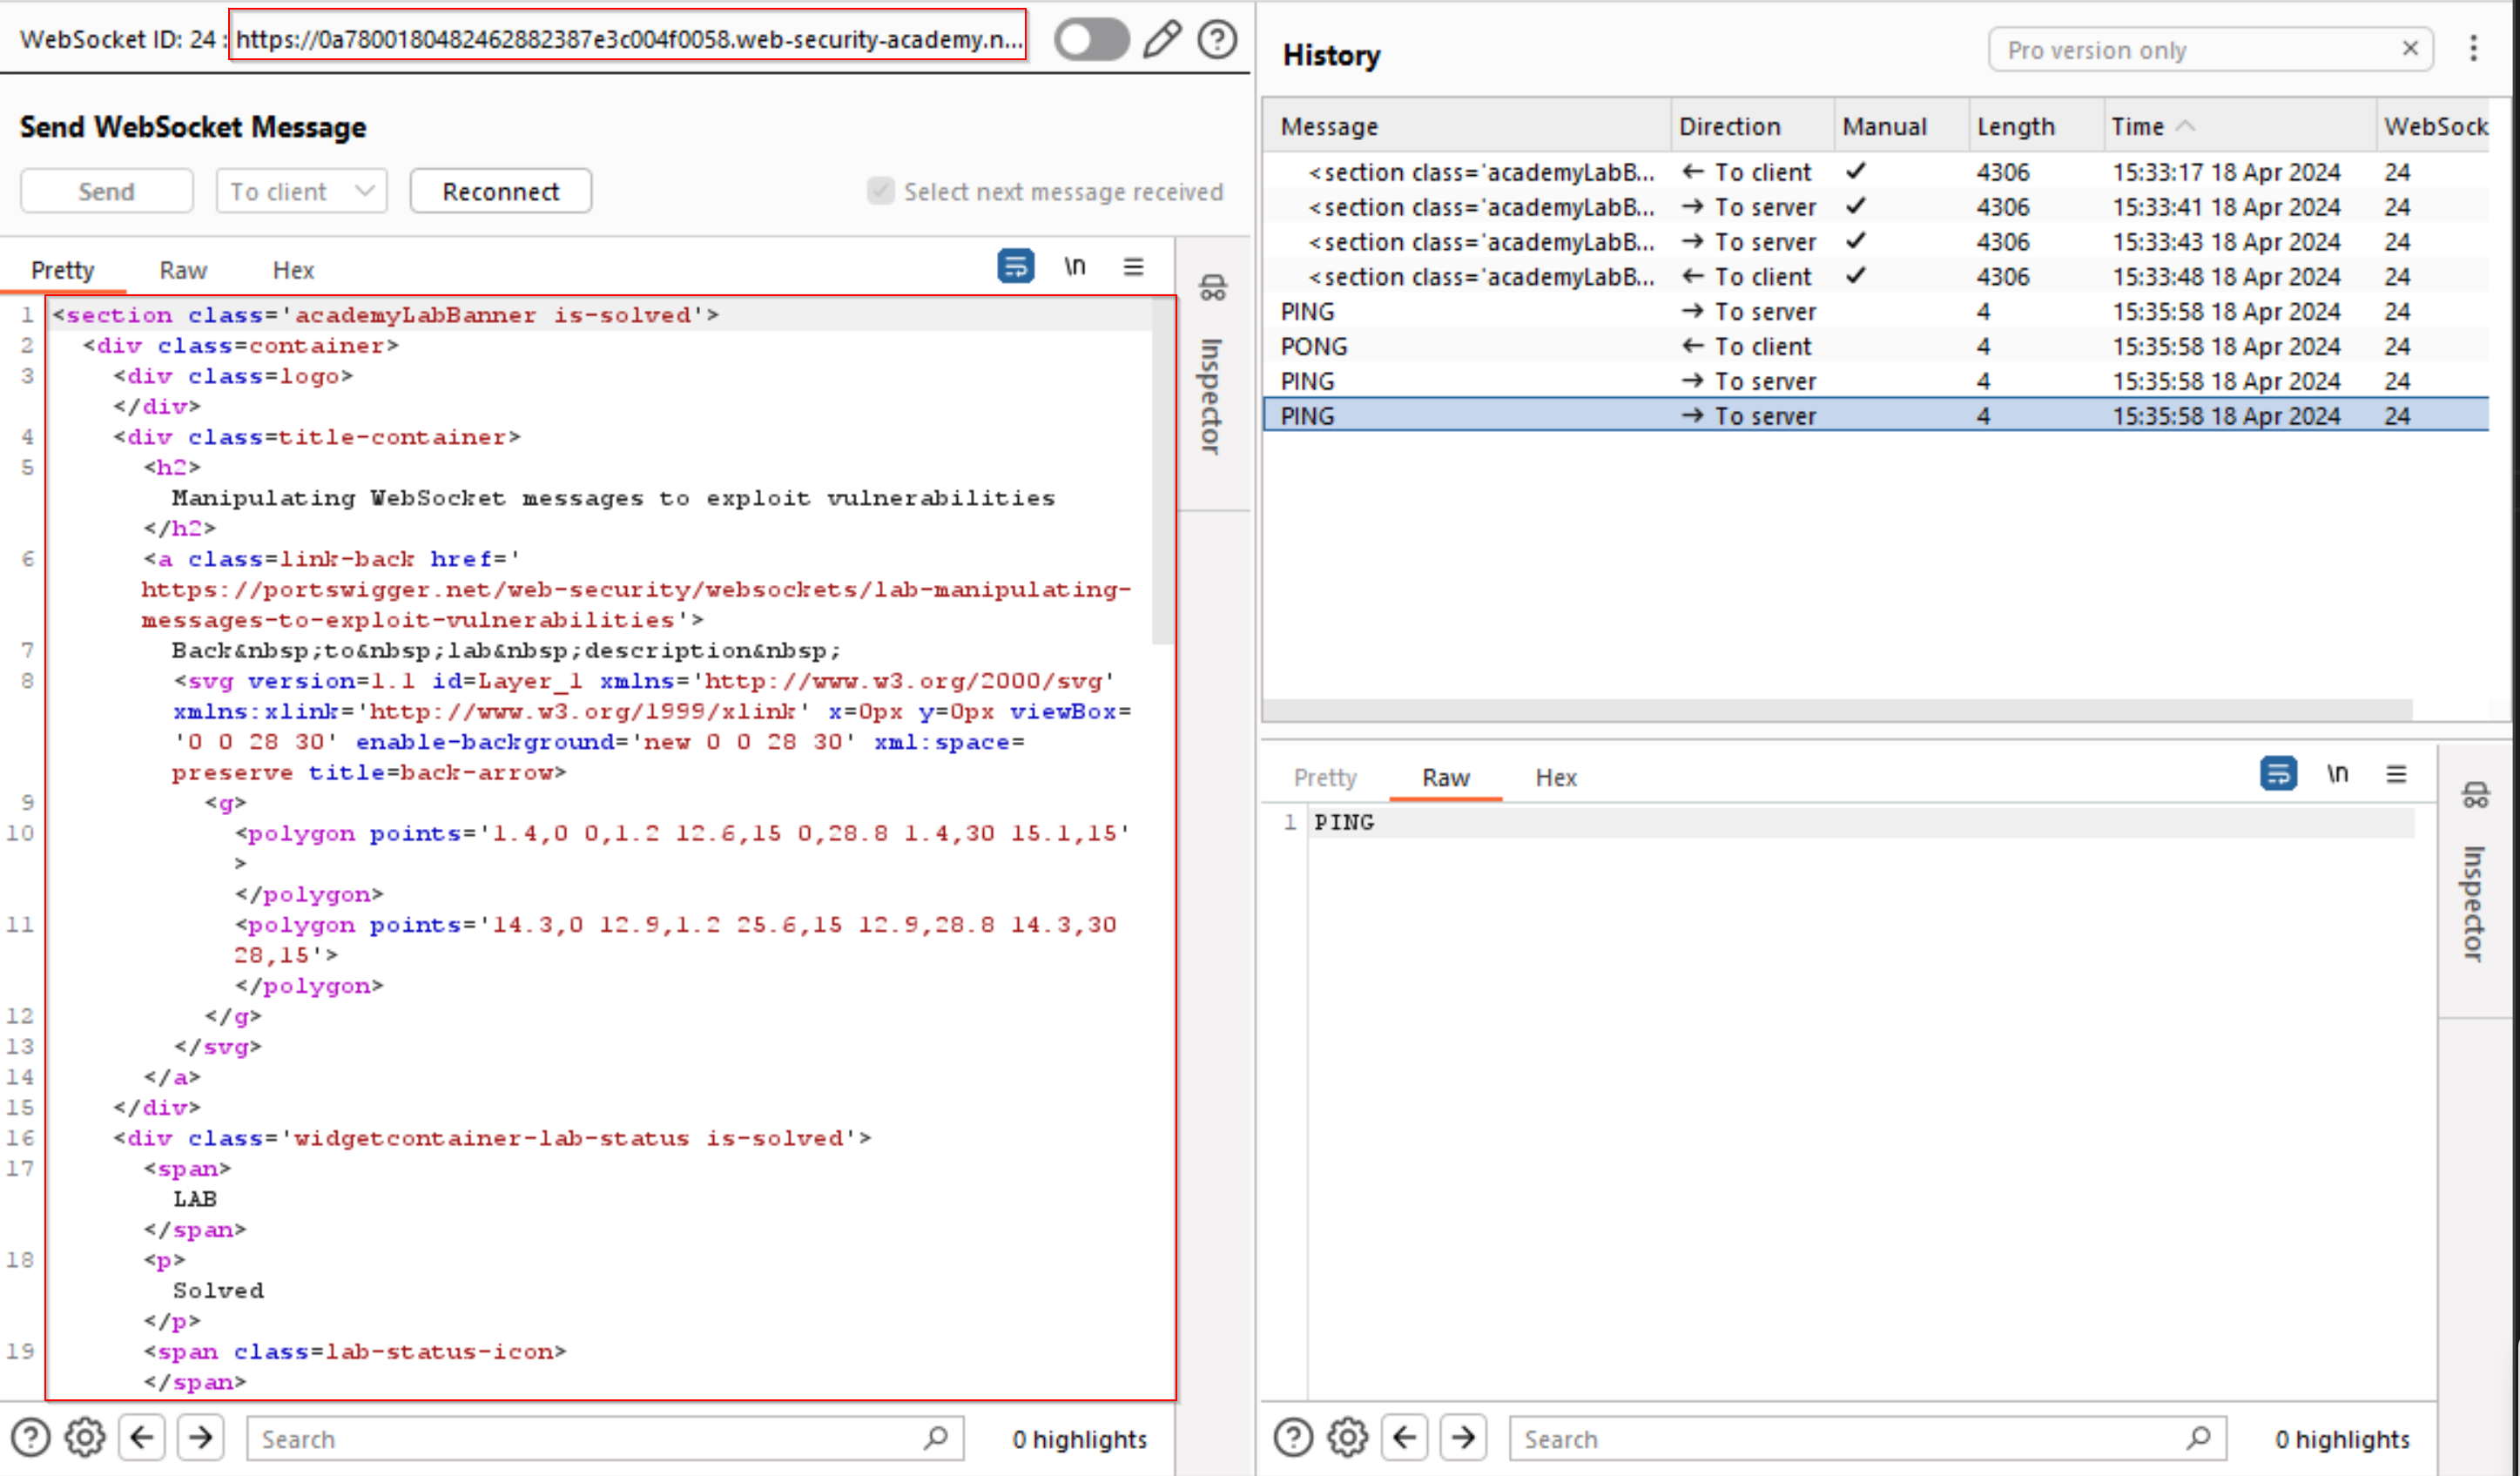 WebSocket ID: 24 : https://0a7800180482462882387e3c004f0058.web-security-academy.n...
Send WebSocket Message
Send To client Reconnect Select next message received
Pretty Raw Hex \n
Inspector
1 <section class='academyLabBanner is-solved'>
2 <div class=container>
3 <div class=logo>
</div>
4 <div class=title-container>
5 <h2>
Manipulating WebSocket messages to exploit vulnerabilities
</h2>
6 <a class=link-back href='
https://portswigger.net/web-security/websockets/lab-manipulating-
messages-to-exploit-vulnerabilities'>
7 Back&nbsp;to&nbsp;lab&nbsp;description&nbsp;
8 <svg version=1.1 id=Layer_1 xmlns='http://www.w3.org/2000/svg'
xmlns:xlink='http://www.w3.org/1999/xlink' x=0px y=0px viewBox=
'0 0 28 30' enable-background='new 0 0 28 30' xml:space=
preserve title=back-arrow>
9 <g>
10 <polygon points='1.4,0 0,1.2 12.6,15 0,28.8 1.4,30 15.1,15'
>
</polygon>
11 <polygon points='14.3,0 12.9,1.2 25.6,15 12.9,28.8 14.3,30
28,15'>
</polygon>
12 </g>
13 </svg>
14 </a>
15 </div>
16 <div class='widgetcontainer-lab-status is-solved'>
17 <span>
LAB
</span>
18 <p>
Solved
</p>
19 <span class=lab-status-icon>
</span>
Search 0 highlights
History Pro version only
Message Direction Manual Length Time WebSock
<section class='academyLabB... ← To client ✓ 4306 15:33:17 18 Apr 2024 24
<section class='academyLabB... → To server ✓ 4306 15:33:41 18 Apr 2024 24
<section class='academyLabB... → To server ✓ 4306 15:33:43 18 Apr 2024 24
<section class='academyLabB... ← To client ✓ 4306 15:33:48 18 Apr 2024 24
PING → To server 4 15:35:58 18 Apr 2024 24
PONG ← To client 4 15:35:58 18 Apr 2024 24
PING → To server 4 15:35:58 18 Apr 2024 24
PING → To server 4 15:35:58 18 Apr 2024 24
Pretty Raw Hex \n
Inspector
1 PING
Search 0 highlights